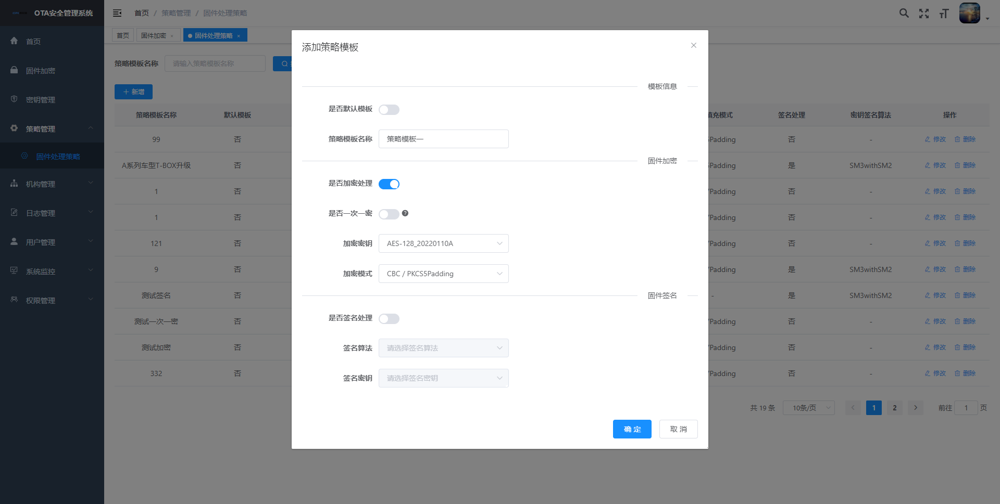 OTA安全管理系统
首页 / 策略管理 / 固件处理策略
首页
固件加密 ×
固件处理策略 ×
首页
固件加密
密钥管理
策略管理
固件处理策略
机构管理
日志管理
用户管理
系统监控
权限管理
策略模板名称 请输入策略模板名称
新增
策略模板名称 默认模板 填充模式 签名处理 密钥签名算法 操作
99 否 5Padding 否 - 修改 删除
A系列车型T-BOX升级 否 5Padding 是 SM3withSM2 修改 删除
1 否 7Padding 否 - 修改 删除
1 否 7Padding 否 - 修改 删除
121 否 7Padding 否 - 修改 删除
9 否 7Padding 是 SM3withSM2 修改 删除
测试签名 否 - 是 SM3withSM2 修改 删除
测试一次一密 否 7Padding 否 - 修改 删除
测试加密 否 7Padding 否 - 修改 删除
332 否 7Padding 否 - 修改 删除
共 19 条 10条/页 1 2 前往 1 页
添加策略模板
模板信息
是否默认模板
策略模板名称 策略模板一
固件加密
是否加密处理
是否一次一密
加密密钥 AES-128_20220110A
加密模式 CBC / PKCS5Padding
固件签名
是否签名处理
签名算法 请选择签名算法
签名密钥 请选择签名密钥
确 定
取 消